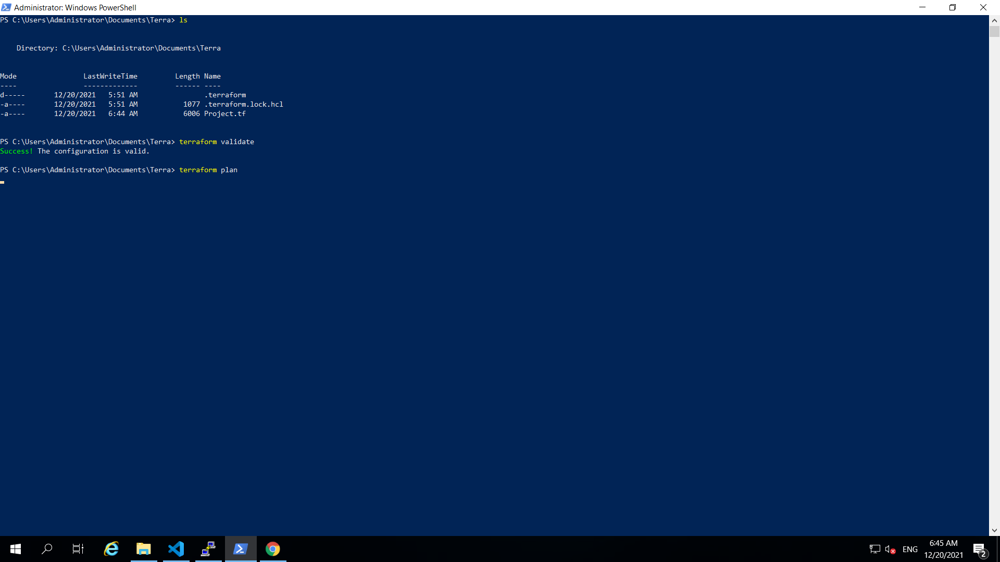 Administrator: Windows PowerShell
PS C:\Users\Administrator\Documents\Terra> ls
    Directory: C:\Users\Administrator\Documents\Terra
Mode                LastWriteTime         Length Name
----                -------------         ------ ----
d-----       12/20/2021   5:51 AM                .terraform
-a----       12/20/2021   5:51 AM           1077 .terraform.lock.hcl
-a----       12/20/2021   6:44 AM           6006 Project.tf
PS C:\Users\Administrator\Documents\Terra> terraform validate
Success! The configuration is valid.
PS C:\Users\Administrator\Documents\Terra> terraform plan
ENG
6:45 AM
12/20/2021
2